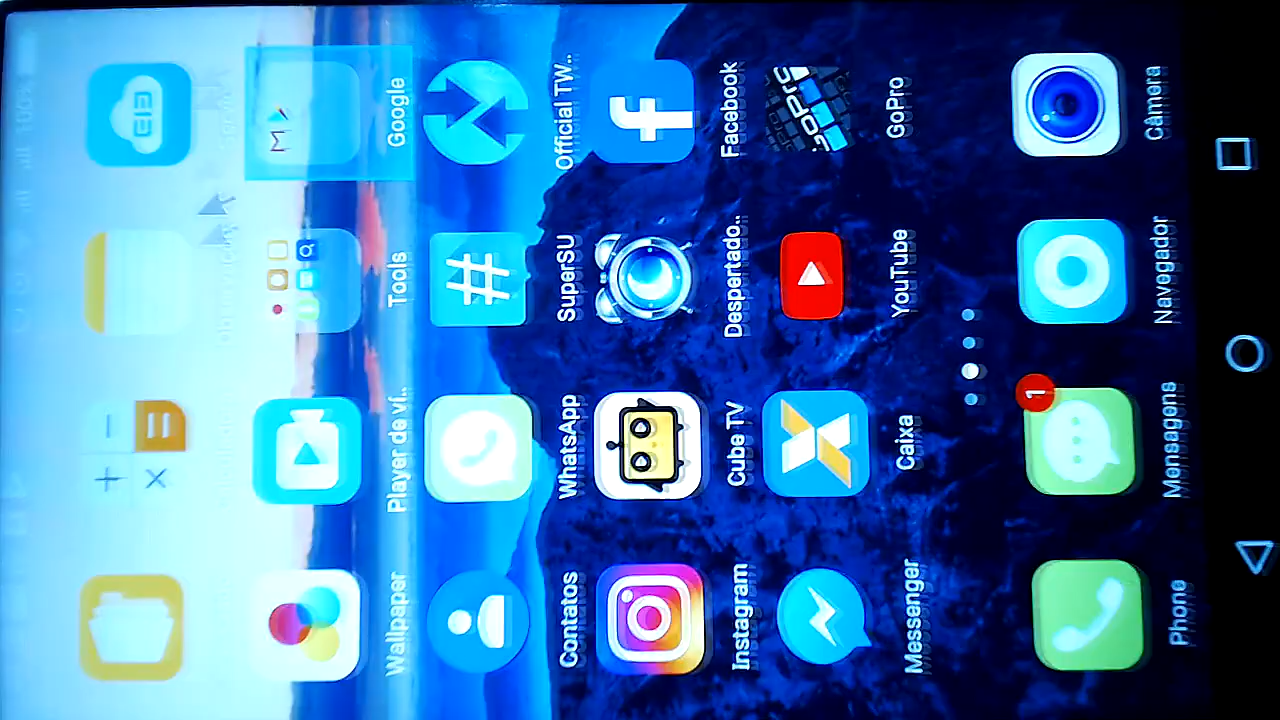 Wallpaper Player de ví.. Tools Google
Contatos WhatsApp SuperSU Official TW..
Instagram Cube TV Despertado.. Facebook
Messenger Caixa YouTube GoPro
1
Phone Mensagens Navegador Câmera